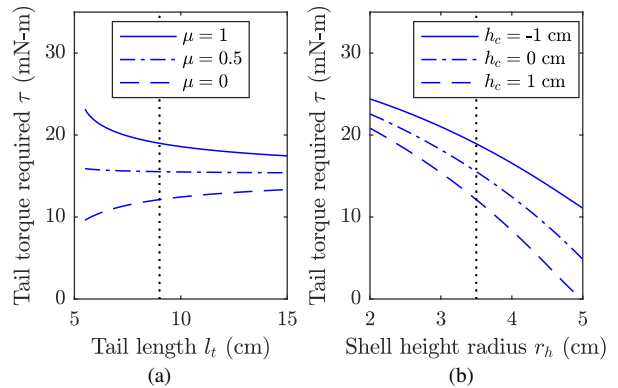 Tail torque required τ (mN-m)
30
20
10
0
5
10
15
μ = 1
μ = 0.5
μ = 0
Tail length l_t (cm)
(a)
Tail torque required τ (mN-m)
30
20
10
0
2
3
4
5
h_c = -1 cm
h_c = 0 cm
h_c = 1 cm
Shell height radius r_h (cm)
(b)